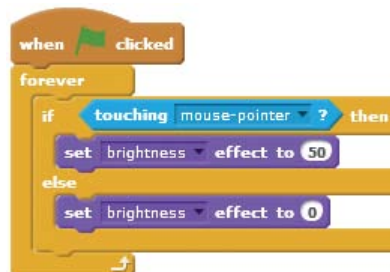 when clicked
forever
if touching mouse-pointer ? then
set brightness effect to 50
else
set brightness effect to 0